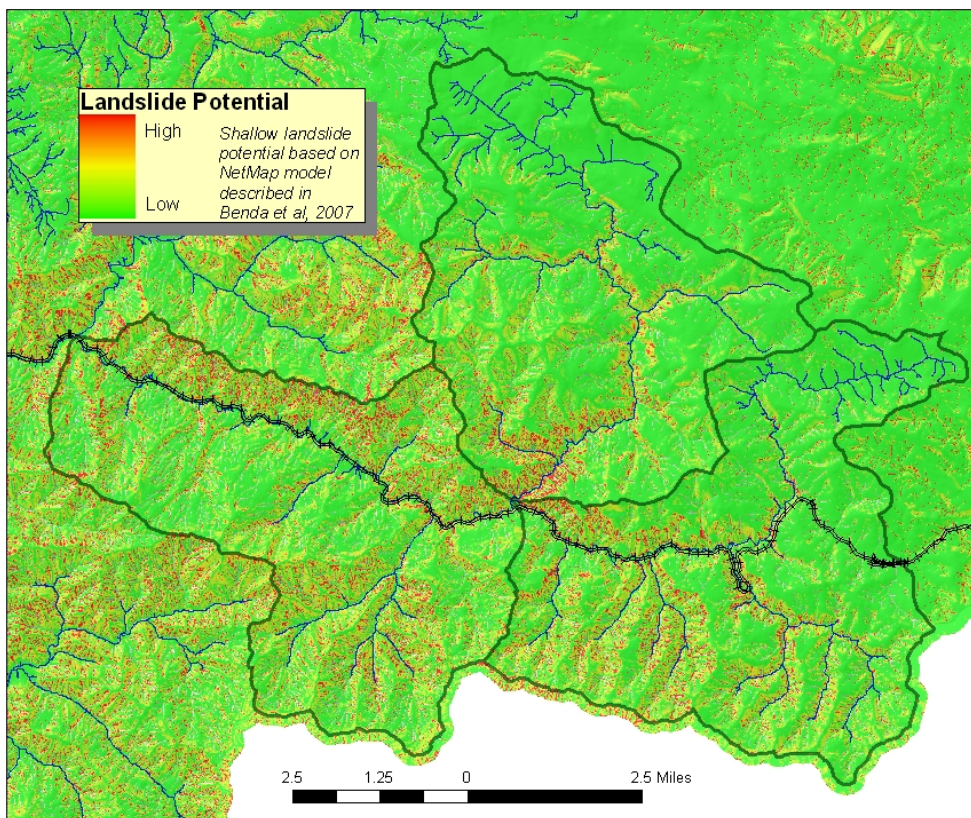 Landslide Potential
High
Low
Shallow landslide
potential based on
NetMap model
described in
Benda et al, 2007
2.5 1.25 0 2.5 Miles